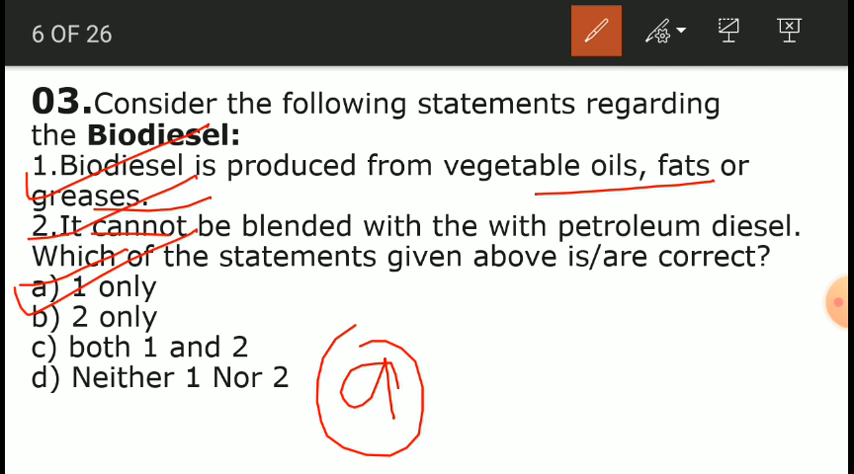 6 OF 26
03.Consider the following statements regarding
the Biodiesel:
1.Biodiesel is produced from vegetable oils, fats or
greases.
2.It cannot be blended with the with petroleum diesel.
Which of the statements given above is/are correct?
a) 1 only
b) 2 only
c) both 1 and 2
d) Neither 1 Nor 2
a